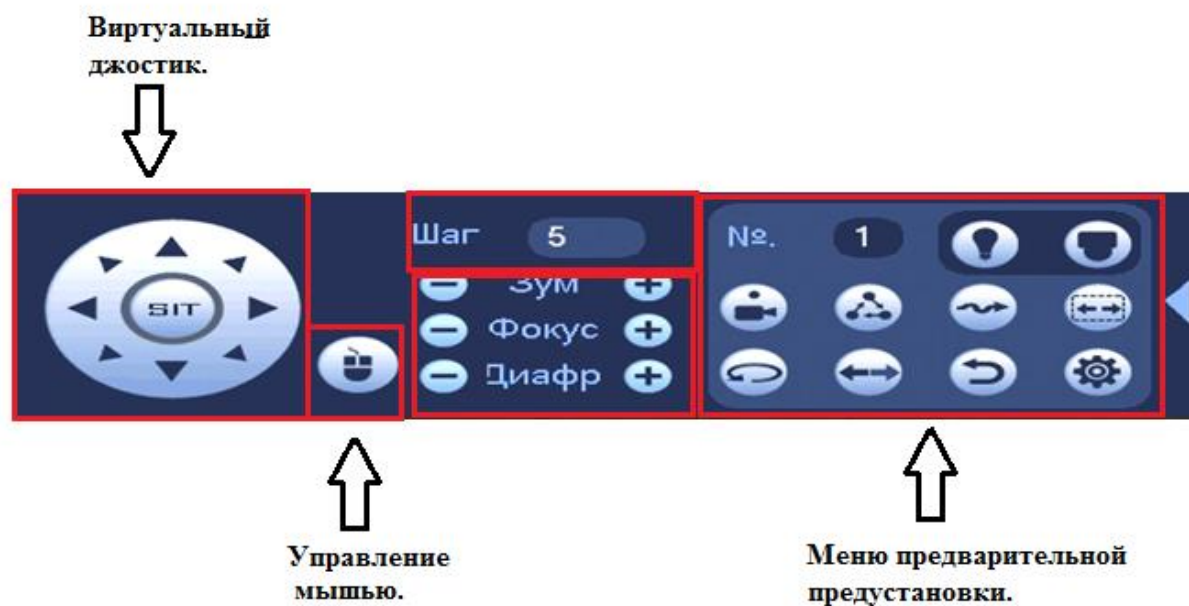 Виртуальный
джостик.
Шаг 5
Зум
Фокус
Диафр
SIT
№. 1
Управление
мышью.
Меню предварительной
предустановки.